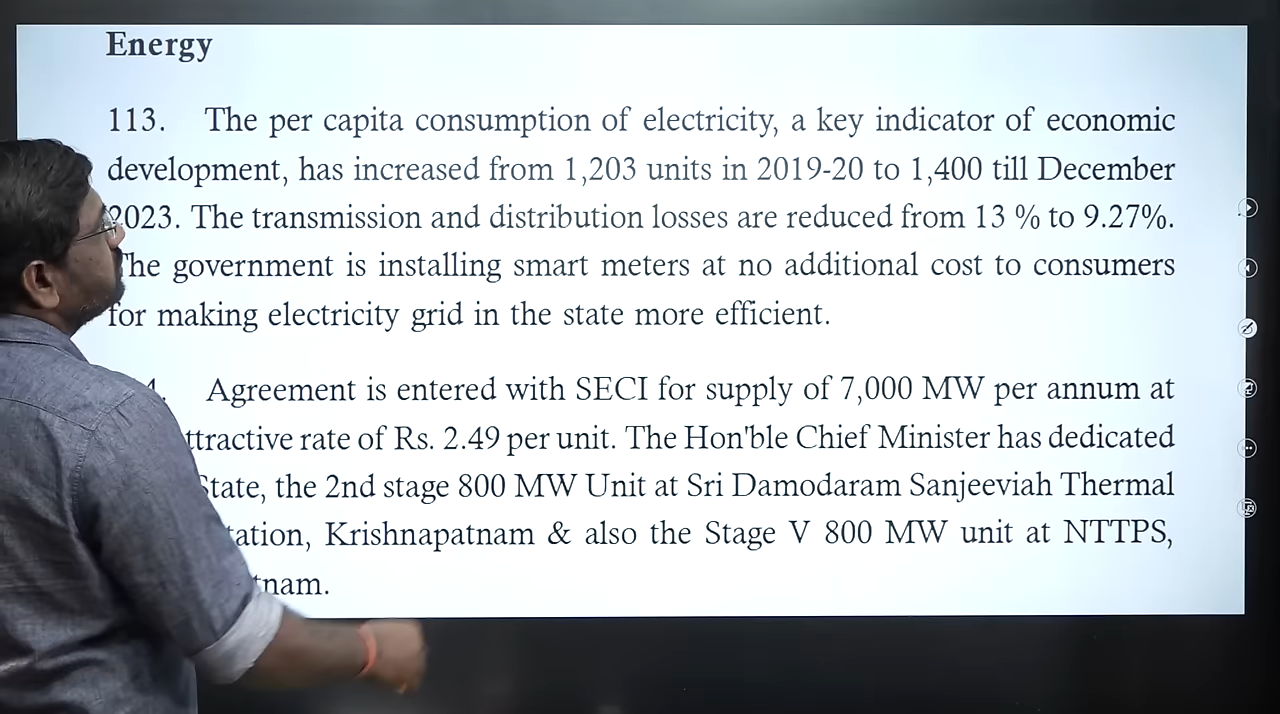 Energy
113. The per capita consumption of electricity, a key indicator of economic
development, has increased from 1,203 units in 2019-20 to 1,400 till December
2023. The transmission and distribution losses are reduced from 13 % to 9.27%.
The government is installing smart meters at no additional cost to consumers
for making electricity grid in the state more efficient.
4. Agreement is entered with SECI for supply of 7,000 MW per annum at
ttractive rate of Rs. 2.49 per unit. The Hon'ble Chief Minister has dedicated
State, the 2nd stage 800 MW Unit at Sri Damodaram Sanjeeviah Thermal
tation, Krishnapatnam & also the Stage V 800 MW unit at NTTPS,
tnam.